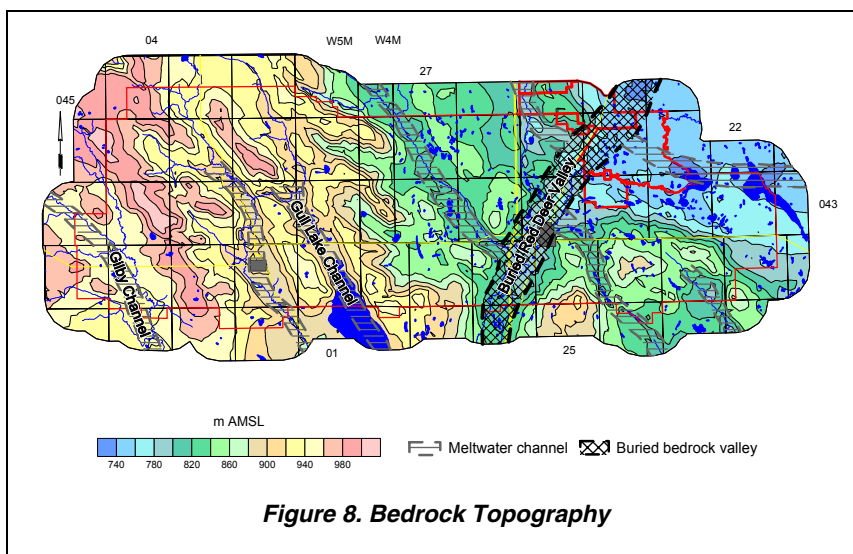 04
W5M W4M
27
045
22
043
Buried Red Deer Valley
Gull Lake Channel
Gilby Channel
01
25
m AMSL
740 780 820 860 900 940 980
Meltwater channel
Buried bedrock valley
Figure 8. Bedrock Topography